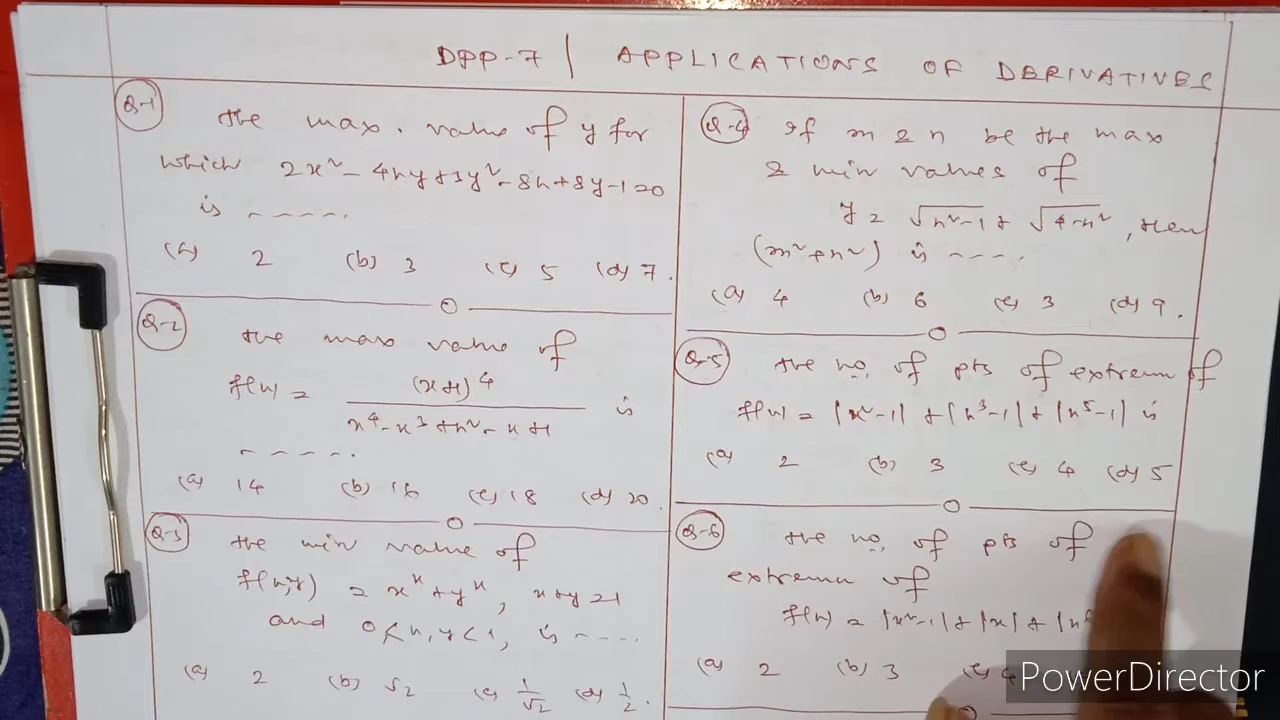 DPP-7 | APPLICATIONS OF DERIVATIVES
Q-1 The max. value of y for
which 2x² - 4xy + 3y² - 8x + 8y - 1 = 0
is ----.
(a) 2 (b) 3 (c) 5 (d) 7.
Q-2 the max value of
f(x) = (x+1)⁴ / x⁴ - x³ + x² - x + 1 is
-----.
(a) 14 (b) 16 (c) 18 (d) 20.
Q-3 the min value of
f(x,y) = xˣ + yˣ, x+y=1
and 0<x,y<1, is ----.
(a) 2 (b) √2 (c) 1/√2 (d) 1/2.
Q-4 If m & n be the max
& min values of
y = √x²-1 + √4-x², then
(m² + n²) is ----.
(a) 4 (b) 6 (c) 3 (d) 9.
Q-5 the no. of pts of extrem of
f(x) = |x²-1| + |x³-1| + |x⁵-1| is
(a) 2 (b) 3 (c) 4 (d) 5
Q-6 the no. of pts of
extrema of
f(x) = |x²-1| + |x| +
(a) 2 (b) 3 (c) 4
PowerDirector